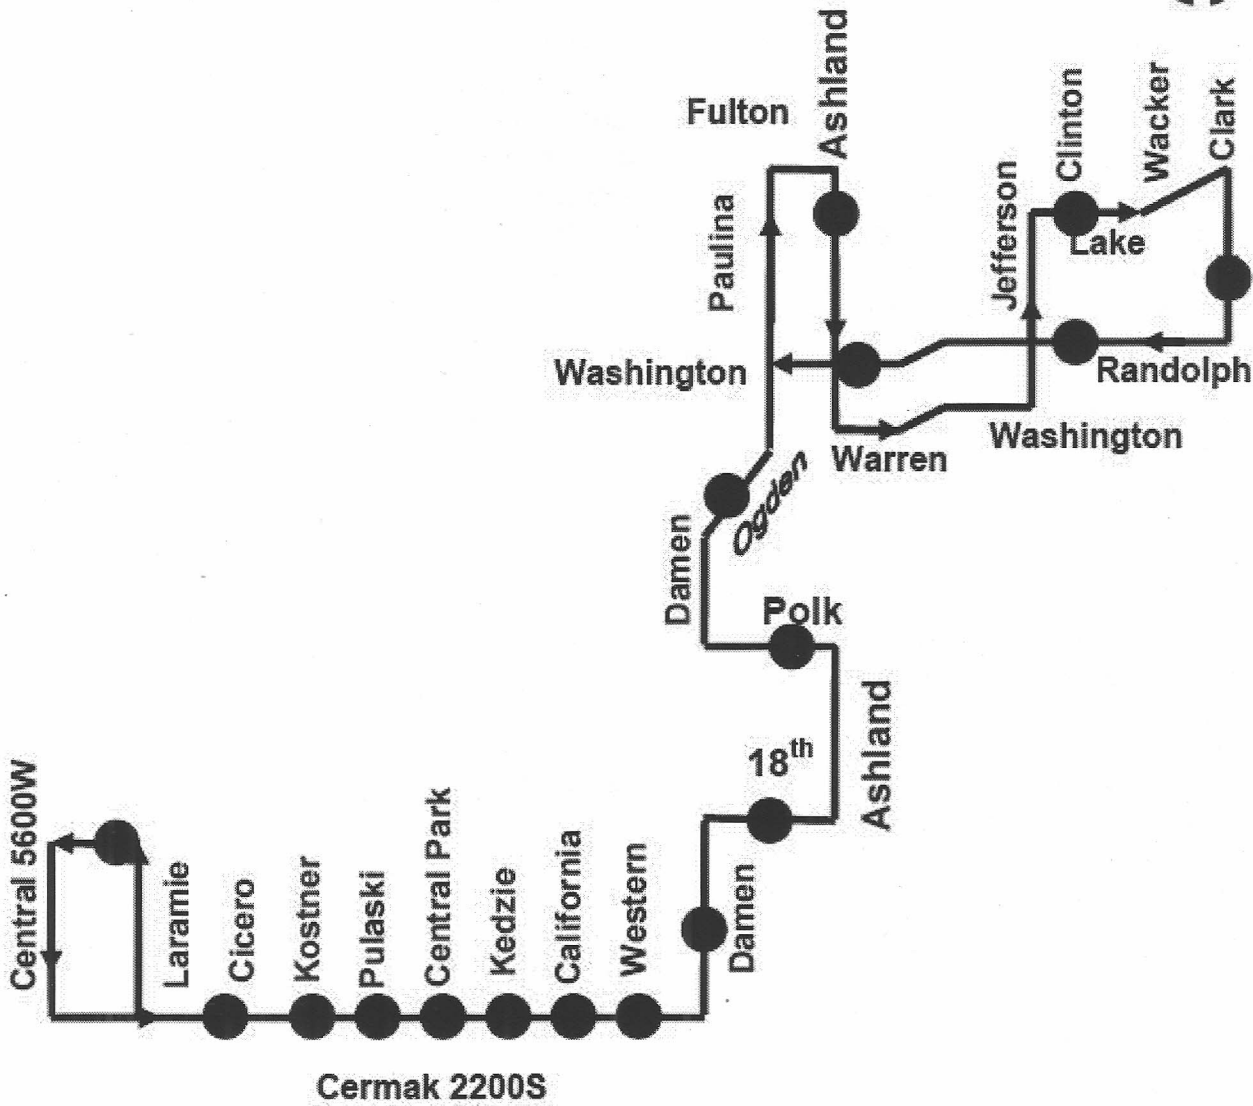 Ashland
Fulton
Clinton
Wacker
Clark
Paulina
Jefferson
Lake
Washington
Randolph
Washington
Warren
Ogden
Damen
Polk
Ashland
18th
Central 5600W
Laramie
Cicero
Kostner
Pulaski
Central Park
Kedzie
California
Western
Damen
Cermak 2200S